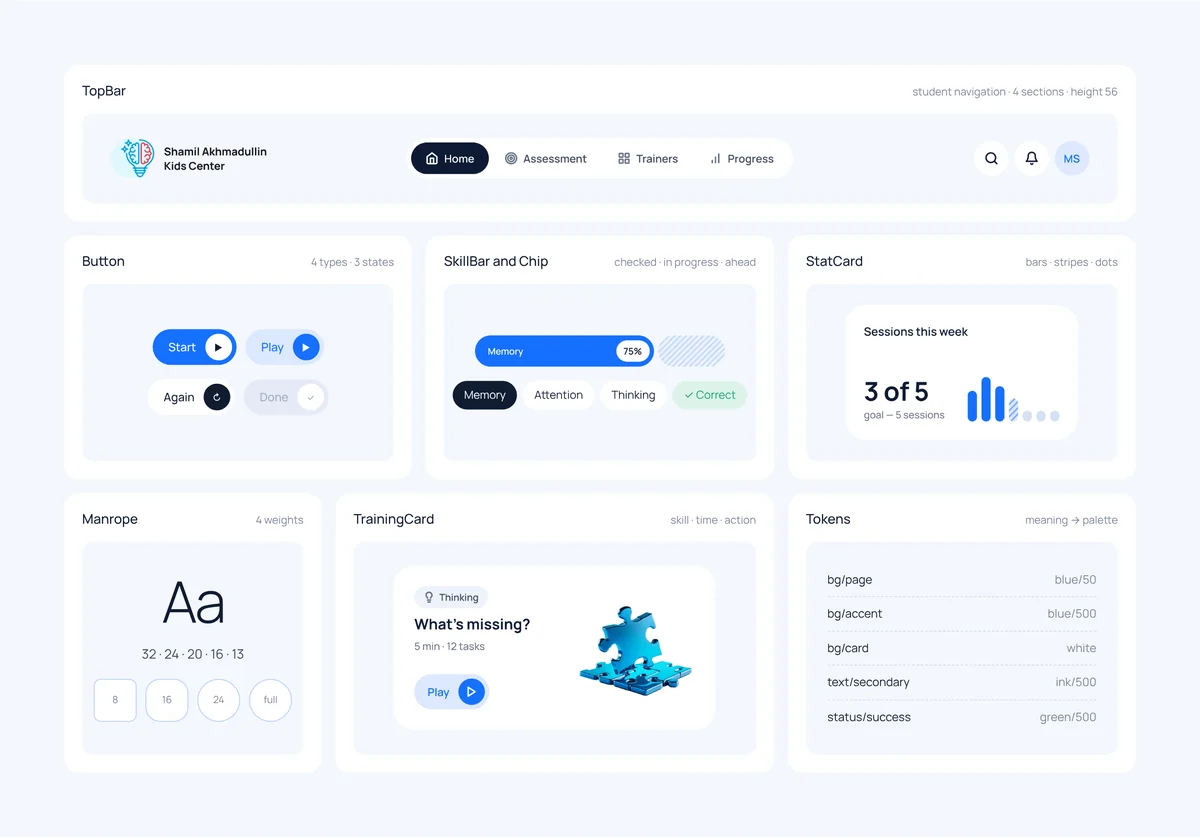 TopBar
student navigation · 4 sections · height 56
Shamil Akhmadullin
Kids Center
Home
Assessment
Trainers
Progress
MS
Button
4 types · 3 states
Start
Play
Again
Done
SkillBar and Chip
checked · in progress · ahead
Memory
75%
Memory
Attention
Thinking
✓ Correct
StatCard
bars · stripes · dots
Sessions this week
3 of 5
goal — 5 sessions
Manrope
4 weights
Aa
32 · 24 · 20 · 16 · 13
8
16
24
full
TrainingCard
skill · time · action
Thinking
What's missing?
5 min · 12 tasks
Play
Tokens
meaning → palette
bg/page
blue/50
bg/accent
blue/500
bg/card
white
text/secondary
ink/500
status/success
green/500